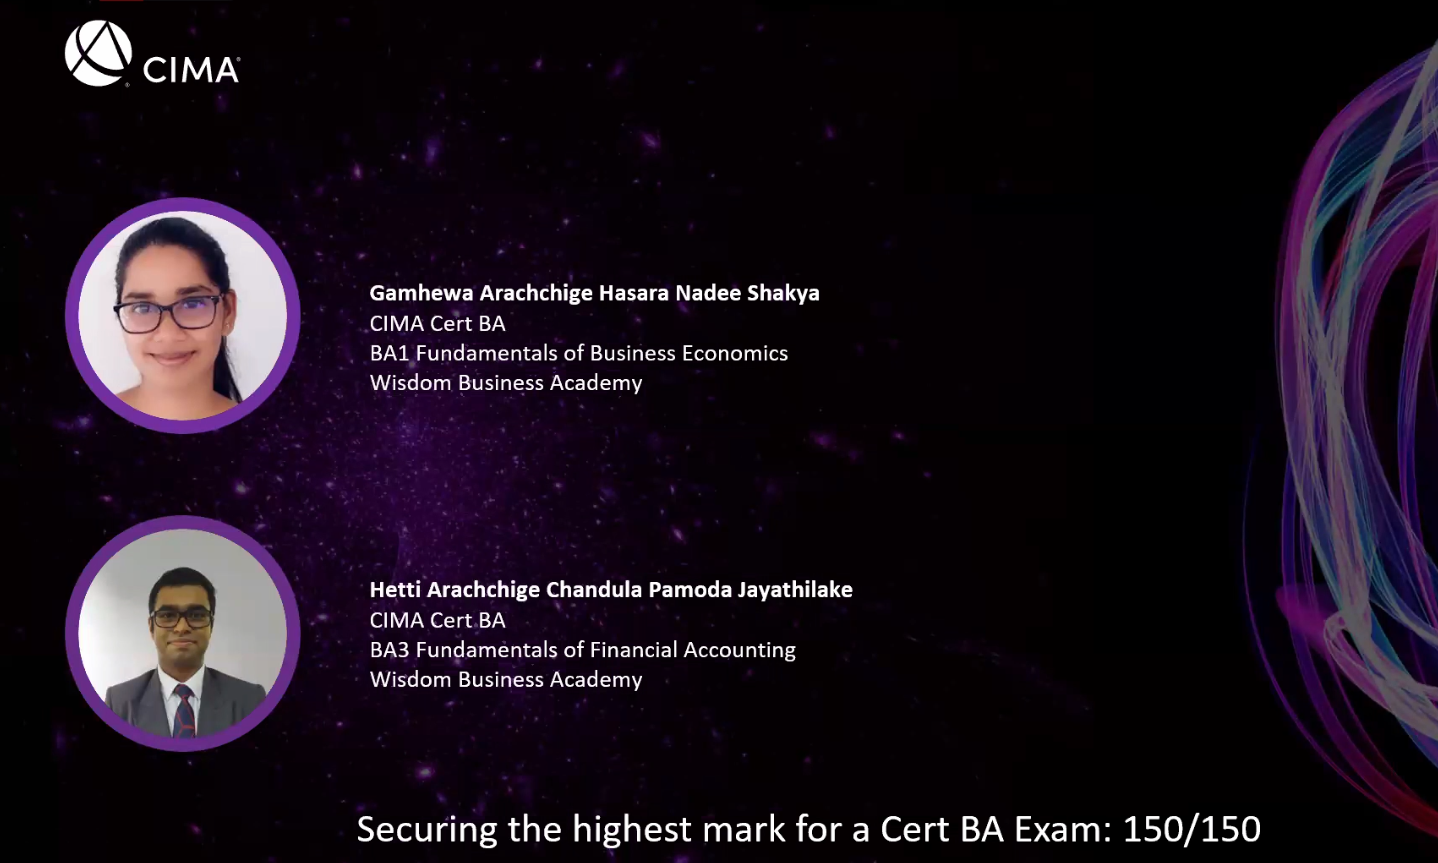 CIMA
Gamhewa Arachchige Hasara Nadee Shakya
CIMA Cert BA
BA1 Fundamentals of Business Economics
Wisdom Business Academy
Hetti Arachchige Chandula Pamoda Jayathilake
CIMA Cert BA
BA3 Fundamentals of Financial Accounting
Wisdom Business Academy
Securing the highest mark for a Cert BA Exam: 150/150